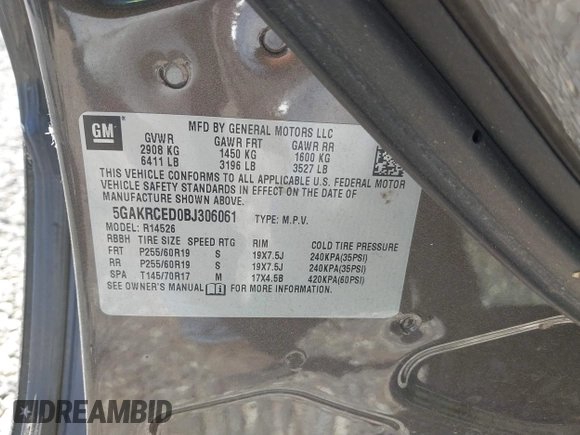 GM
MFD BY GENERAL MOTORS LLC
GVWR GAWR FRT GAWR RR
2908 KG 1450 KG 1600 KG
6411 LB 3196 LB 3527 LB
THIS VEHICLE CONFORMS TO ALL APPLICABLE U.S. FEDERAL MOTOR
VEHICLE SAFETY STANDARDS IN EFFECT ON THE DATE OF
MANUFACTURE SHOWN ABOVE.
5GAKRCED0BJ306061 TYPE: M.P.V.
MODEL: R14526
RBBH TIRE SIZE SPEED RTG RIM COLD TIRE PRESSURE
FRT P255/60R19 S 19X7.5J 240KPA(35PSI)
RR P255/60R19 S 19X7.5J 240KPA(35PSI)
SPA T145/70R17 M 17X4.5B 420KPA(60PSI)
SEE OWNER'S MANUAL FOR MORE INFORMATION.
IDREAMBID